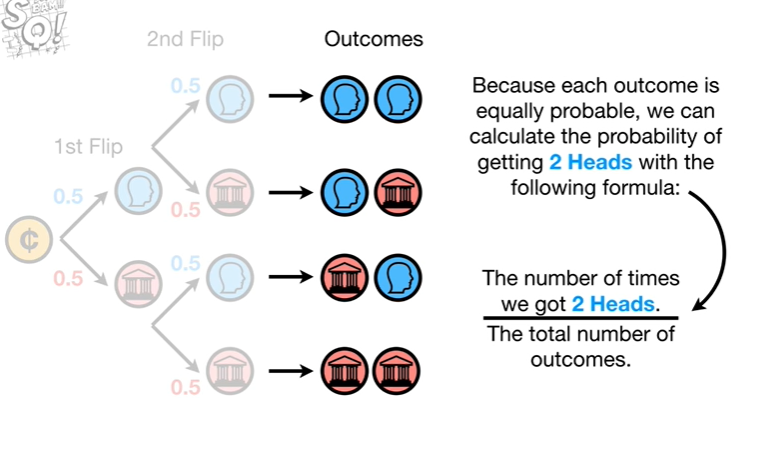 SQ!
2nd Flip
Outcomes
0.5
1st Flip
0.5
0.5
¢
0.5
0.5
0.5
Because each outcome is
equally probable, we can
calculate the probability of
getting 2 Heads with the
following formula:
The number of times
we got 2 Heads.
The total number of
outcomes.